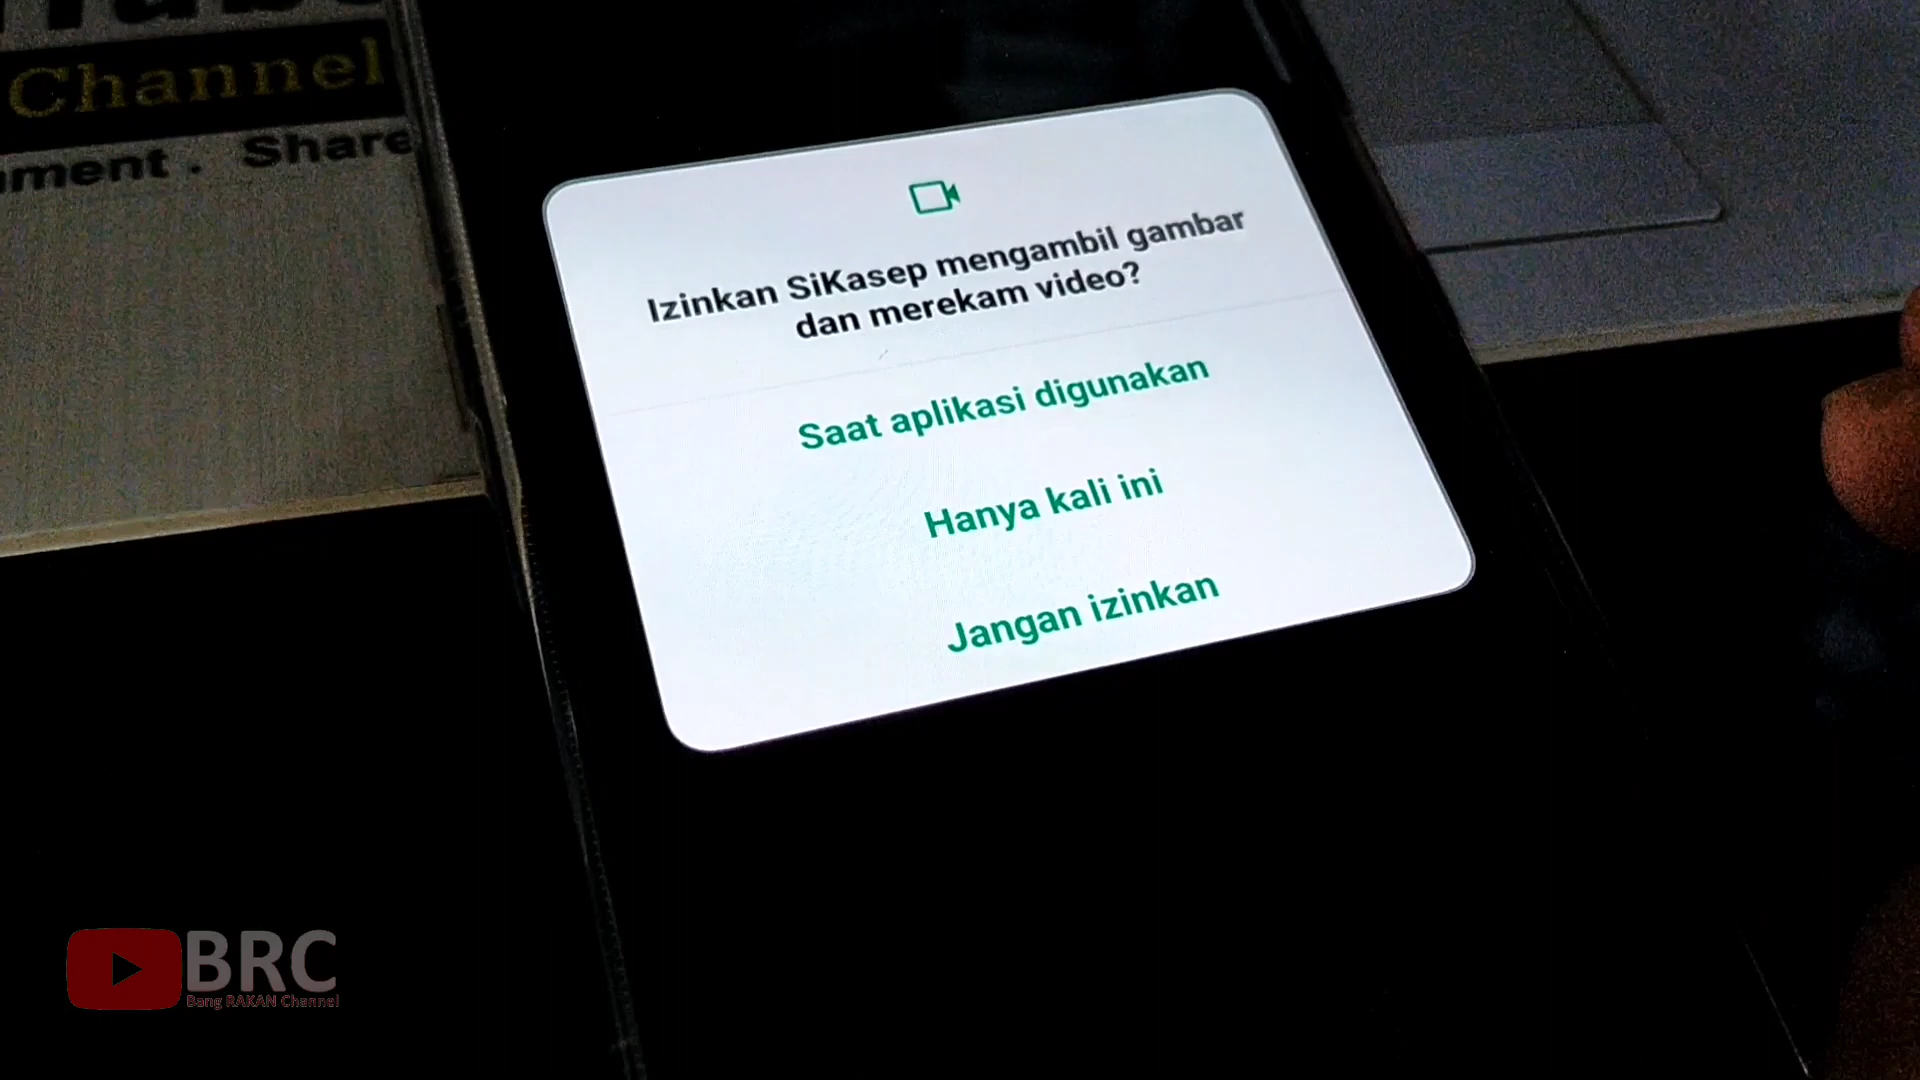 Channel
Share
Izinkan SiKasep mengambil gambar
dan merekam video?
Saat aplikasi digunakan
Hanya kali ini
Jangan izinkan
BRC
Bang RAKAN Channel